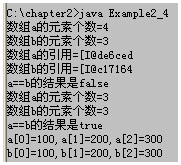 C:\chapter2>java Example2_4
数组a的元素个数=4
数组b的元素个数=3
数组a的引用=[I@de6ced
数组b的引用=[I@c17164
a==b的结果是false
数组a的元素个数=3
数组b的元素个数=3
a==b的结果是true
a[0]=100,a[1]=200,a[2]=300
b[0]=100,b[1]=200,b[2]=300